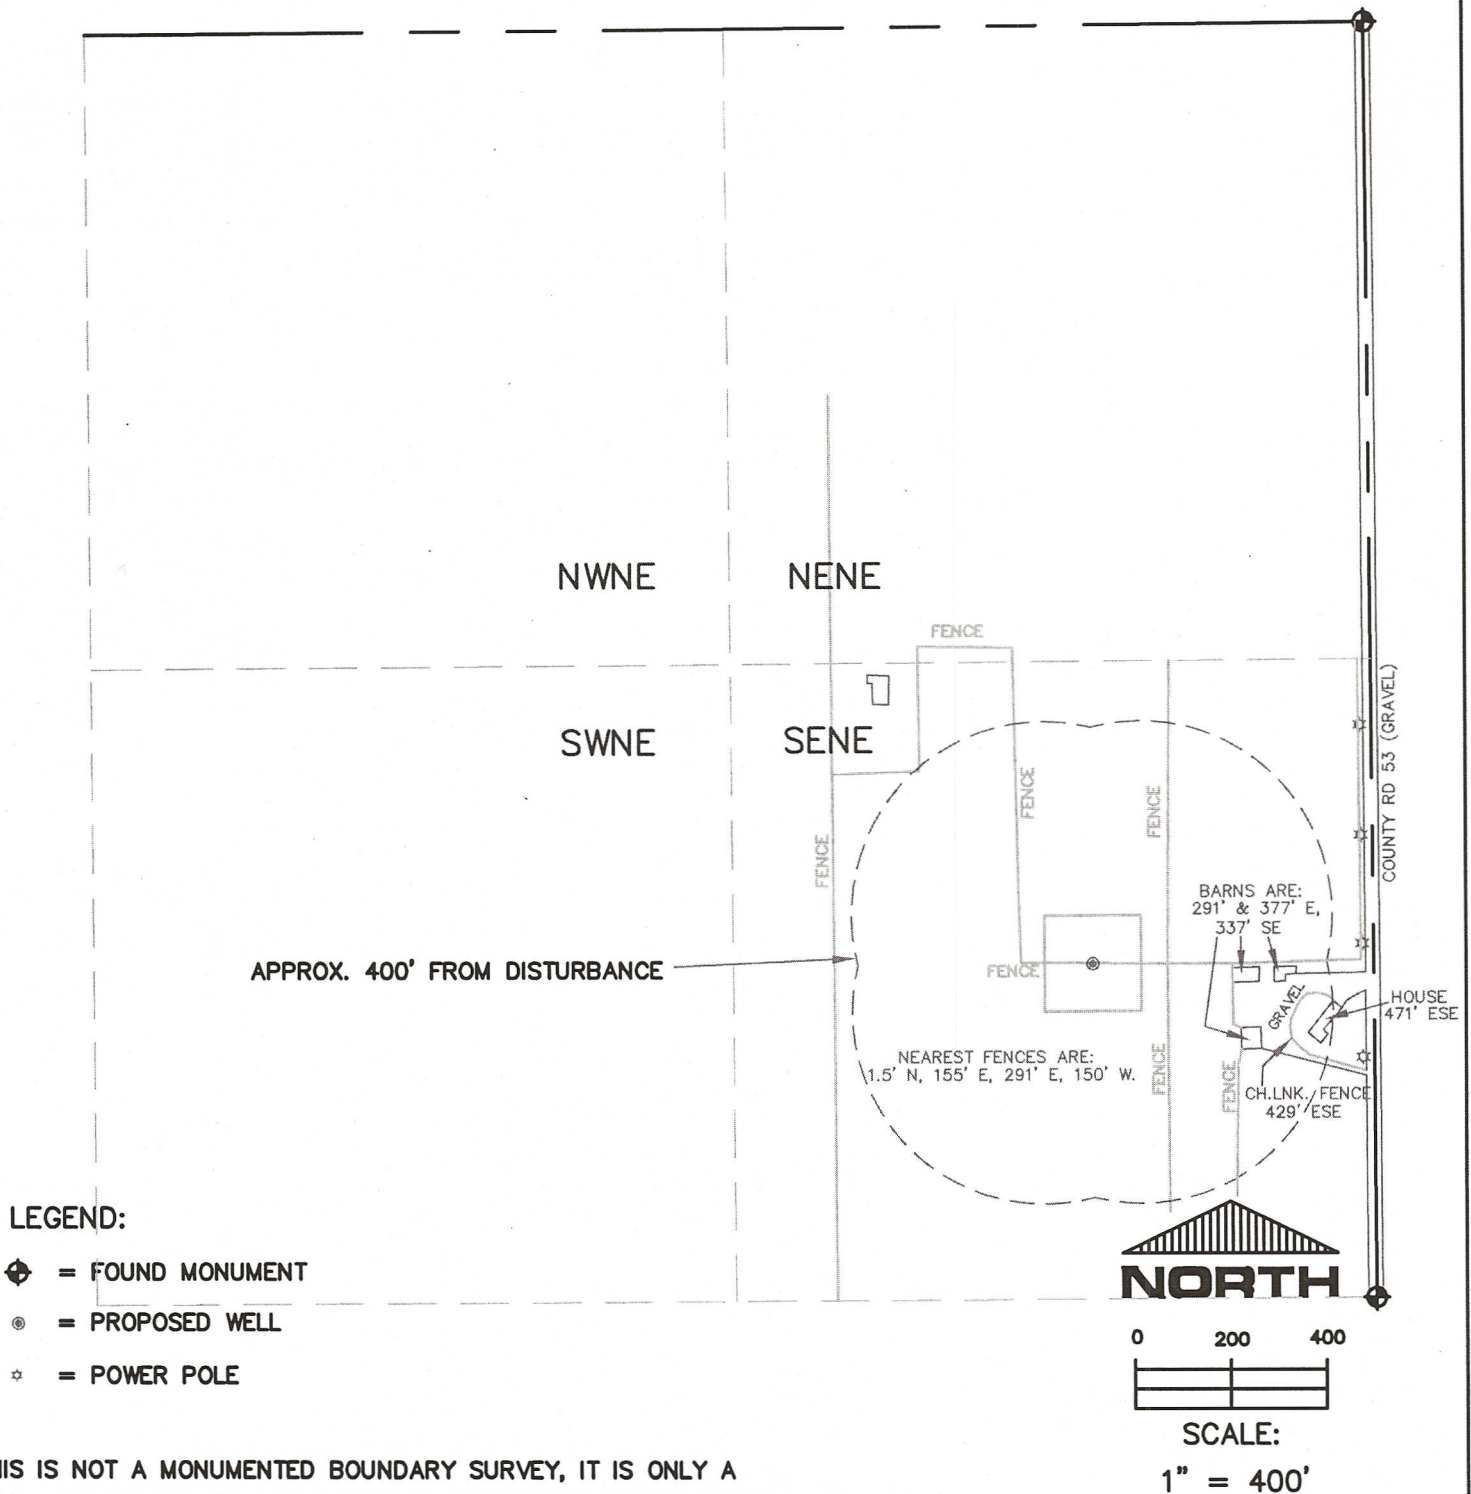 NWNE
NENE
FENCE
COUNTY RD 53 (GRAVEL)
SWNE
SENE
FENCE
FENCE
FENCE
BARNS ARE:
291' & 377' E,
337' SE
APPROX. 400' FROM DISTURBANCE
FENCE
GRAVEL
HOUSE
471' ESE
NEAREST FENCES ARE:
1.5' N, 155' E, 291' E, 150' W.
FENCE
FENCE
CH.LNK. FENCE
429' ESE
LEGEND:
= FOUND MONUMENT
= PROPOSED WELL
= POWER POLE
NORTH
0 200 400
SCALE:
1" = 400'
HIS IS NOT A MONUMENTED BOUNDARY SURVEY, IT IS ONLY A